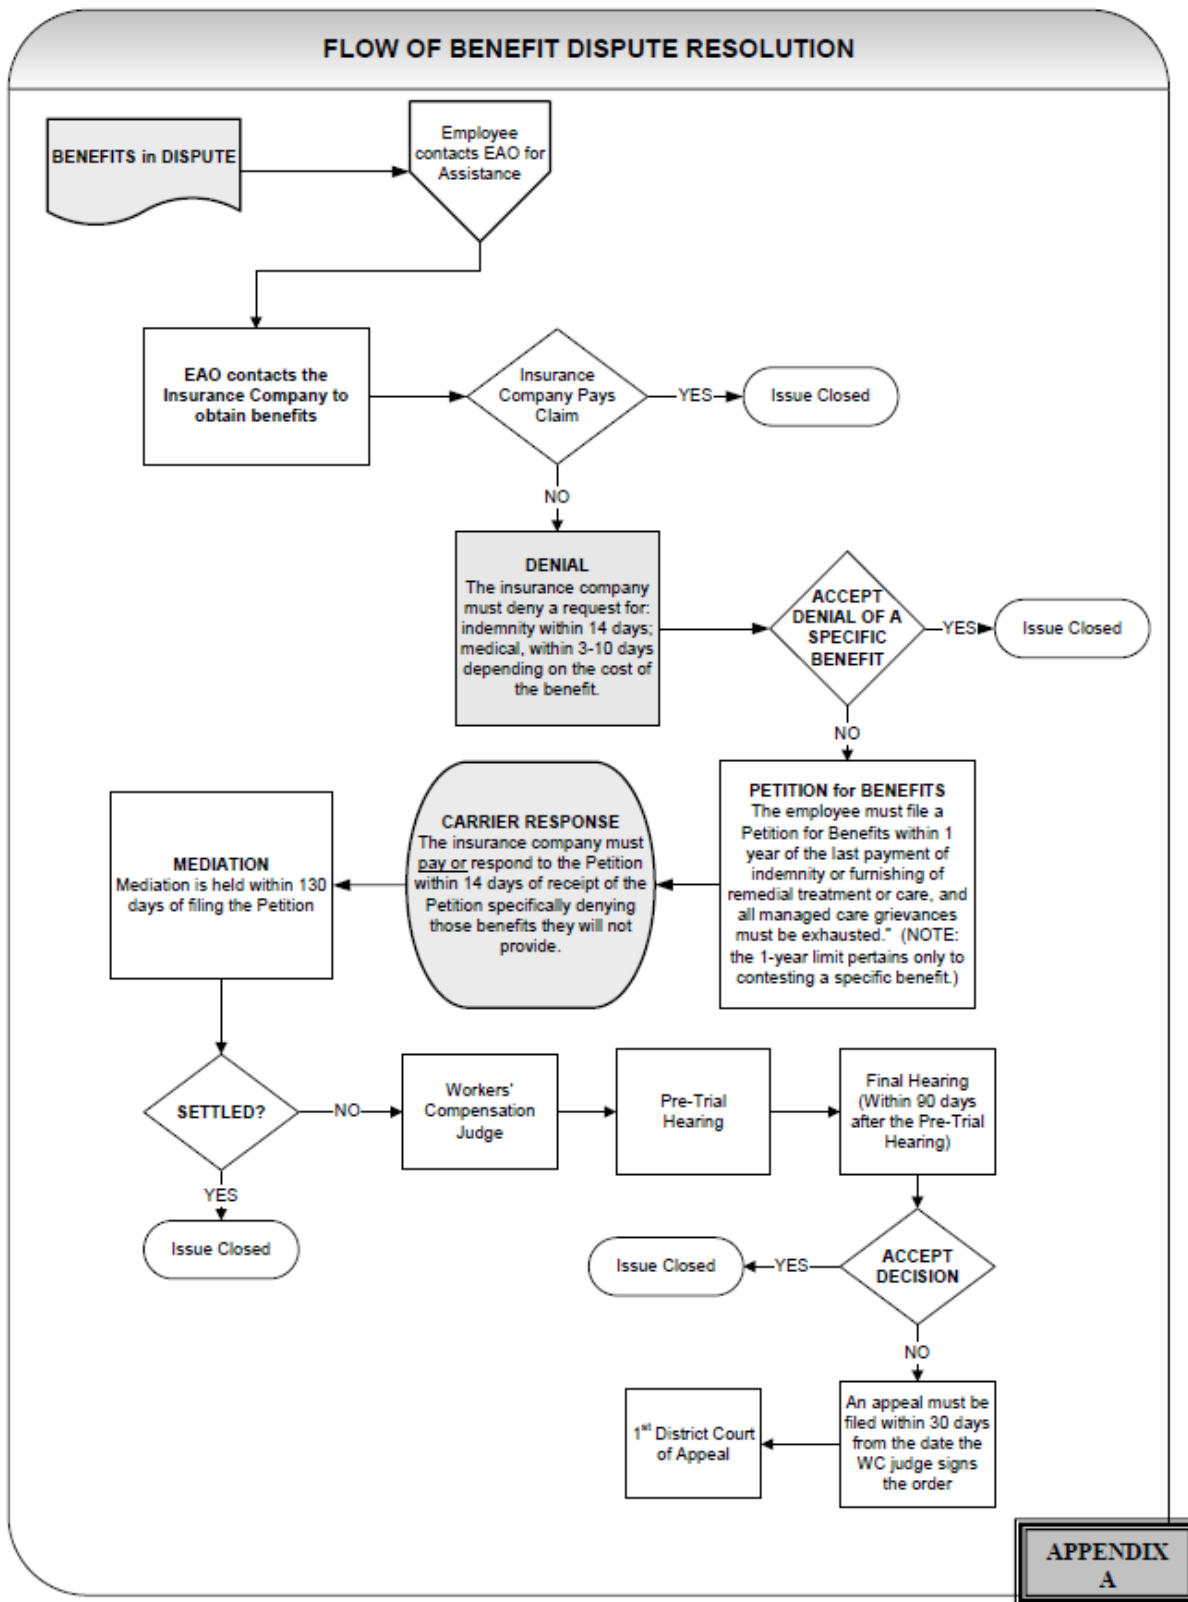 FLOW OF BENEFIT DISPUTE RESOLUTION
BENEFITS in DISPUTE
Employee
contacts EAO for
Assistance
EAO contacts the
Insurance Company to
obtain benefits
Insurance
Company Pays
Claim
YES
Issue Closed
NO
DENIAL
The insurance company
must deny a request for:
indemnity within 14 days;
medical, within 3-10 days
depending on the cost of
the benefit.
ACCEPT
DENIAL OF A
SPECIFIC
BENEFIT
YES
Issue Closed
NO
PETITION for BENEFITS
The employee must file a
Petition for Benefits within 1
year of the last payment of
indemnity or furnishing of
remedial treatment or care, and
all managed care grievances
must be exhausted." (NOTE:
the 1-year limit pertains only to
contesting a specific benefit.)
CARRIER RESPONSE
The insurance company must
pay or respond to the Petition
within 14 days of receipt of the
Petition specifically denying
those benefits they will not
provide.
MEDIATION
Mediation is held within 130
days of filing the Petition
SETTLED?
YES
Issue Closed
NO
Workers'
Compensation
Judge
Pre-Trial
Hearing
Final Hearing
(Within 90 days
after the Pre-Trial
Hearing)
ACCEPT
DECISION
YES
Issue Closed
NO
An appeal must be
filed within 30 days
from the date the
WC judge signs
the order
1st District Court
of Appeal
APPENDIX
A